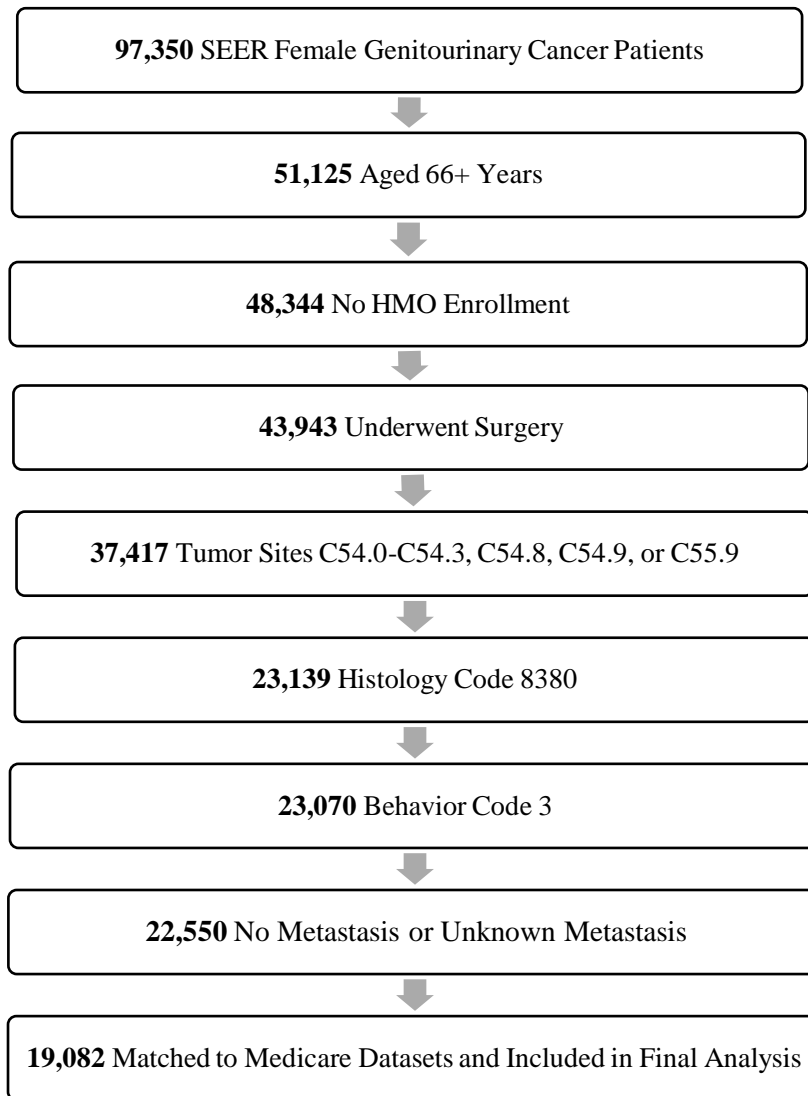 97,350 SEER Female Genitourinary Cancer Patients
51,125 Aged 66+ Years
48,344 No HMO Enrollment
43,943 Underwent Surgery
37,417 Tumor Sites C54.0-C54.3, C54.8, C54.9, or C55.9
23,139 Histology Code 8380
23,070 Behavior Code 3
22,550 No Metastasis or Unknown Metastasis
19,082 Matched to Medicare Datasets and Included in Final Analysis